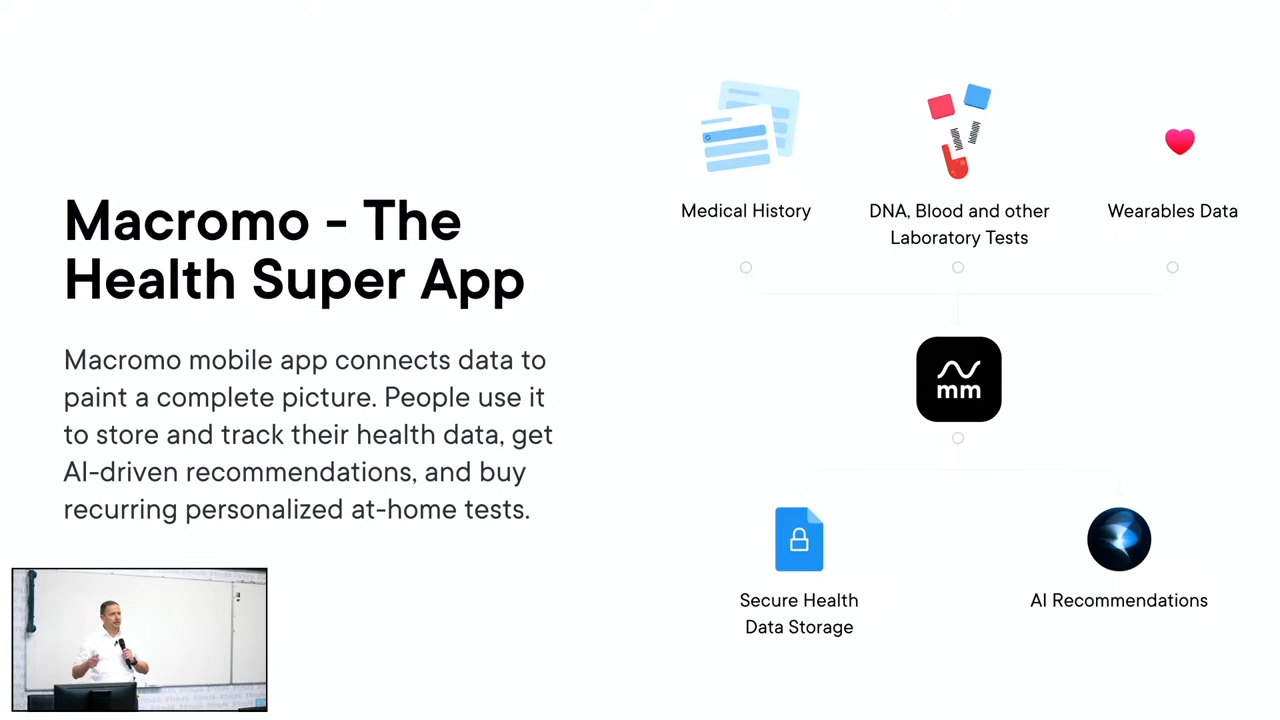 Macromo - The
Health Super App
Macromo mobile app connects data to
paint a complete picture. People use it
to store and track their health data, get
AI-driven recommendations, and buy
recurring personalized at-home tests.
Medical History
DNA, Blood and other
Laboratory Tests
Wearables Data
mm
Secure Health
Data Storage
AI Recommendations